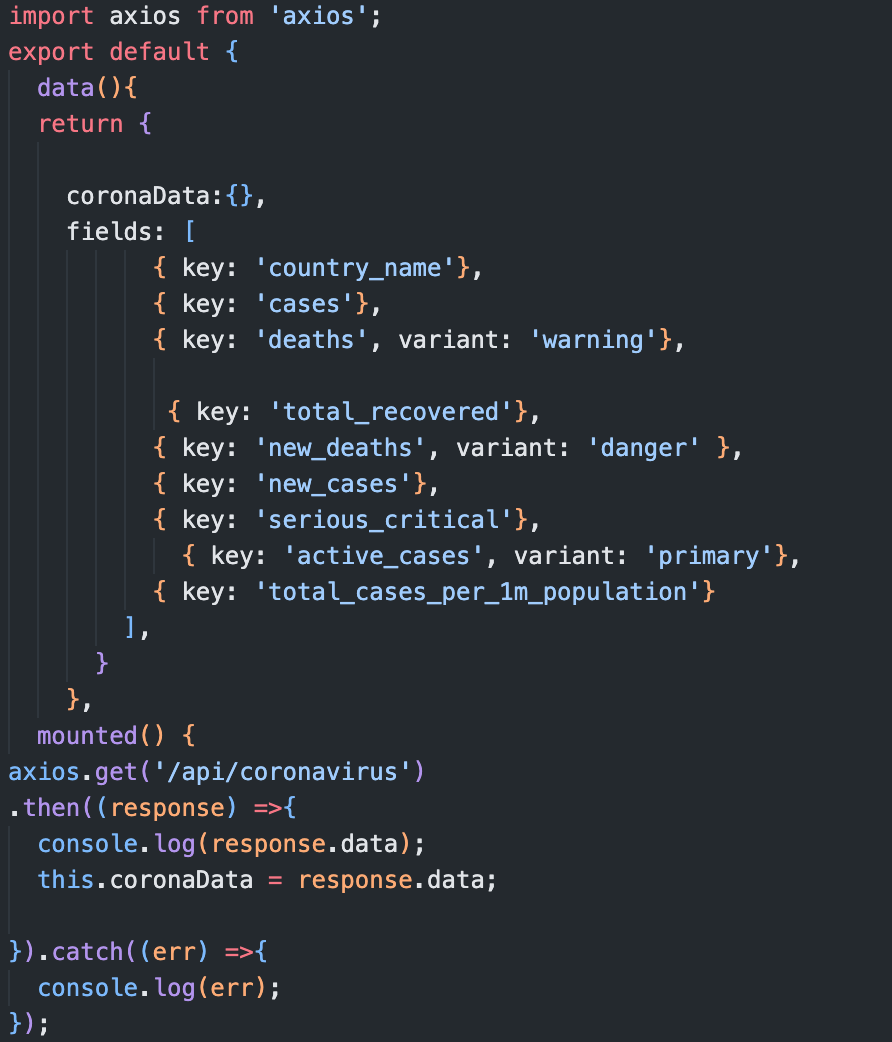 import axios from 'axios';
export default {
  data(){
  return {

    coronaData:{},
    fields: [
          { key: 'country_name'},
          { key: 'cases'},
          { key: 'deaths', variant: 'warning'},

           { key: 'total_recovered'},
          { key: 'new_deaths', variant: 'danger' },
          { key: 'new_cases'},
          { key: 'serious_critical'},
            { key: 'active_cases', variant: 'primary'},
          { key: 'total_cases_per_1m_population'}
        ],
      }
    },
  mounted() {
axios.get('/api/coronavirus')
.then((response) =>{
  console.log(response.data);
  this.coronaData = response.data;

}).catch((err) =>{
  console.log(err);
});